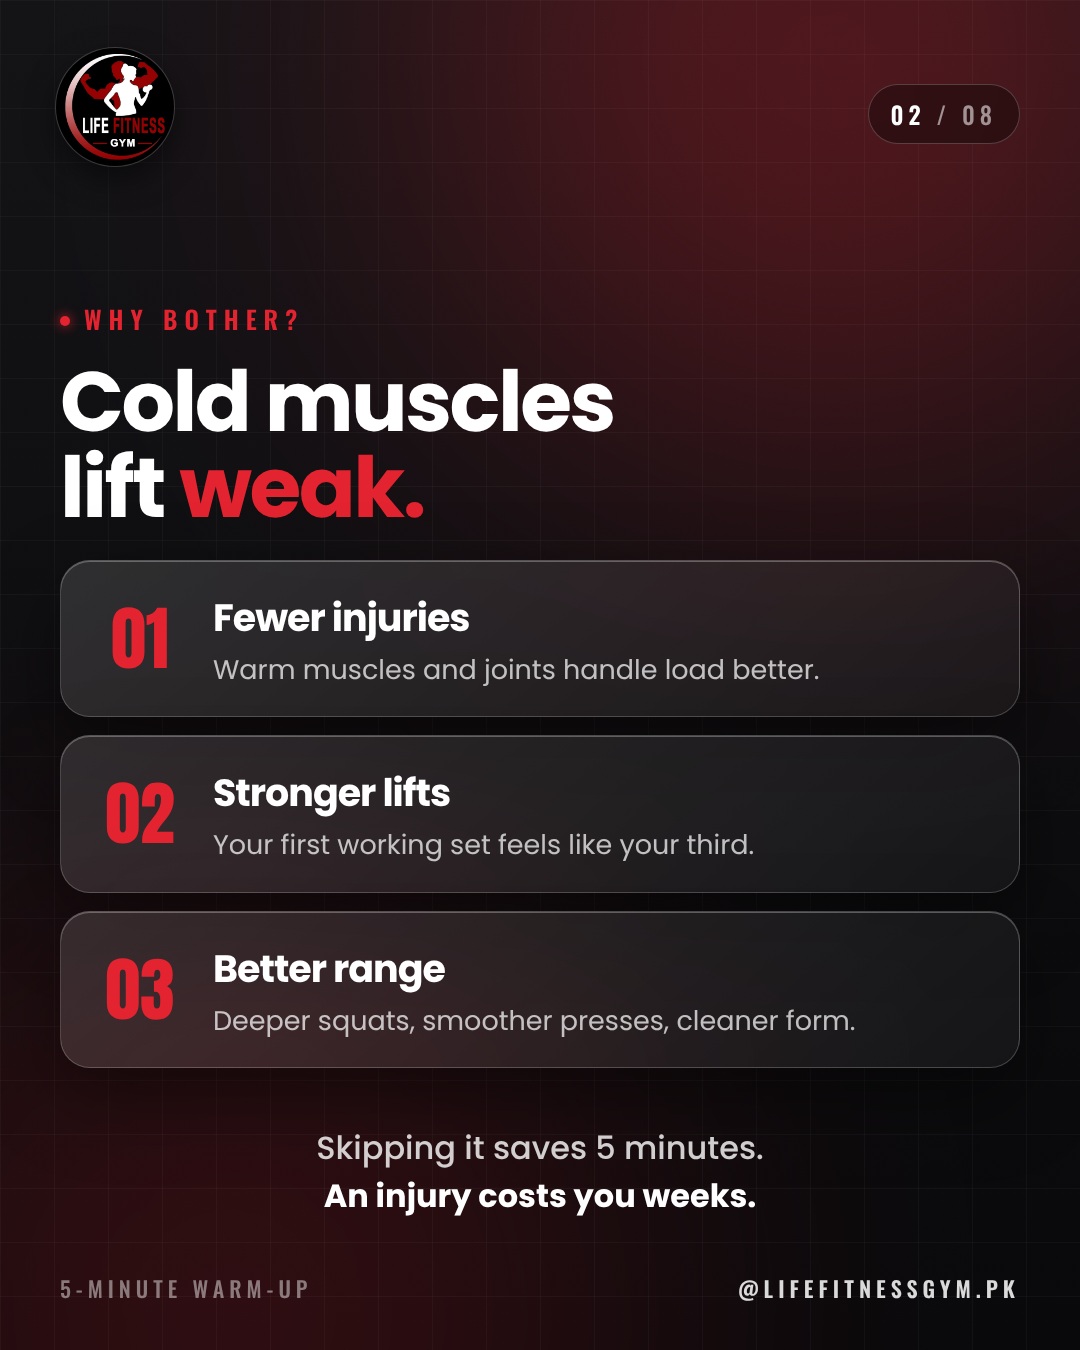 LIFE FITNESS
GYM
02 / 08
WHY BOTHER?
Cold muscles
lift weak.
01
Fewer injuries
Warm muscles and joints handle load better.
02
Stronger lifts
Your first working set feels like your third.
03
Better range
Deeper squats, smoother presses, cleaner form.
Skipping it saves 5 minutes.
An injury costs you weeks.
5-MINUTE WARM-UP
@LIFEFITNESSGYM.PK